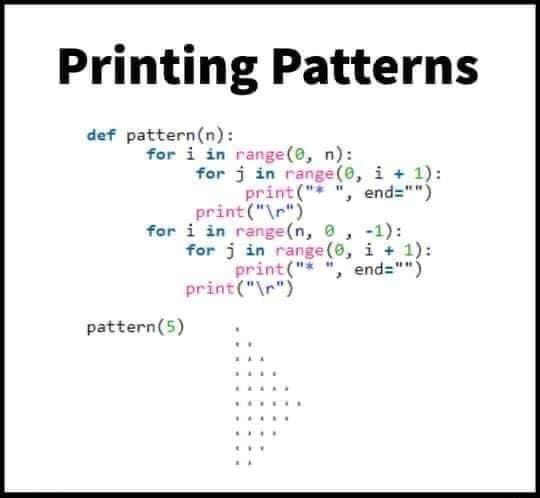 Printing Patterns
def pattern(n):
for i in range(0, n):
for j in range(0, i + 1):
print("* ", end="")
print("\r")
for i in range(n, 0 , -1):
for j in range(0, i + 1):
print("* ", end="")
print("\r")
pattern(5)
*
* *
* * *
* * * *
* * * * *
* * * * * *
* * * * *
* * * *
* * *
* *